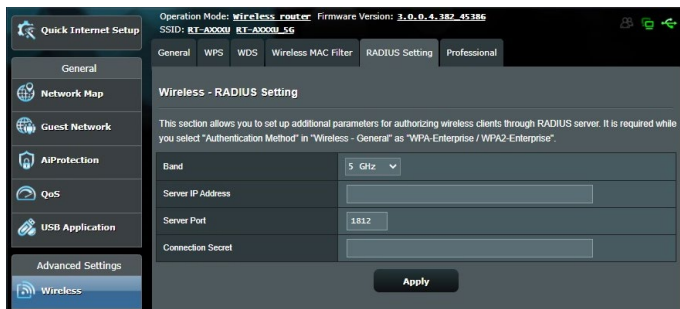 Quick Internet Setup
Operation Mode: Wireless router Firmware Version: 3.0.0.4.382_45386
SSID: RT-AXXXU RT-AXXXU_5G
General WPS WDS Wireless MAC Filter RADIUS Setting Professional
General
Network Map
Guest Network
AiProtection
QoS
USB Application
Advanced Settings
Wireless
Wireless - RADIUS Setting
This section allows you to set up additional parameters for authorizing wireless clients through RADIUS server. It is required while
you select "Authentication Method" in "Wireless - General" as "WPA-Enterprise / WPA2-Enterprise".
Band 5 GHz
Server IP Address
Server Port 1812
Connection Secret
Apply